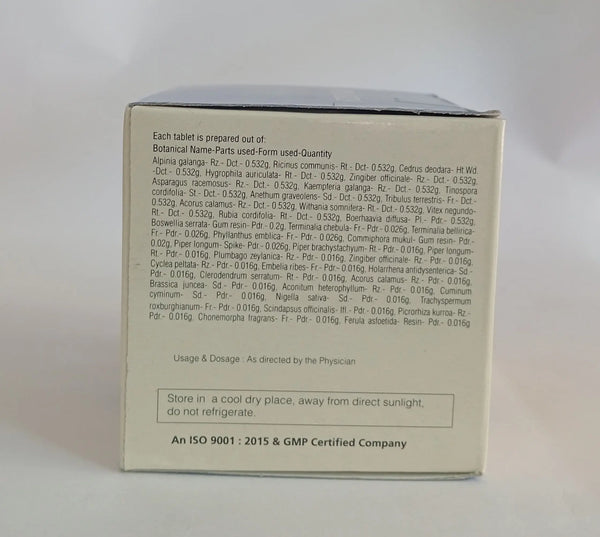 Each tablet is prepared out of:
Botanical Name-Parts used-Form used-Quantity
Alpinia galanga- Rz.- Dct.- 0.532g, Ricinus communis- Rt.- Dct- 0.532g, Cedrus deodara- Ht.Wd.
-Dct.- 0.532g, Hygrophila auriculata- Rt.- Dct.- 0.532g, Zingiber officinale- Rz.- Dct.- 0.532g,
Asparagus racemosus- Rz.- Dct.- 0.532g, Kaempferia galanga- Rz.- Dct.- 0.532g, Tinospora
cordifolia- St.- Dct.- 0.532g, Anethum graveolens- Sd.- Dct.- 0.532g, Tribulus terrestris- Fr.- Dct.-
0.532g, Acorus calamus- Rz.- Dct.- 0.532g, Withania somnifera- Rt.- Dct.- 0.532g, Vitex negundo-
Rt.- Dct.- 0.532g, Rubia cordifolia- Rt.- Dct.- 0.532g, Boerhaavia diffusa- Pl.- Pdr.- 0.532g,
Boswellia serrata- Gum resin- Pdr.- 0.2g, Terminalia chebula- Fr.- Pdr.- 0.026g, Terminalia bellirica-
Fr.- Pdr.- 0.026g, Phyllanthus emblica- Fr.- Pdr.- 0.026g, Commiphora mukul- Gum resin- Pdr.-
0.02g, Piper longum- Spike- Pdr.- 0.026g, Piper brachystachyum- Rt.- Pdr.- 0.016g, Piper longum-
Rt.- Pdr.- 0.016g, Plumbago zeylanica- Rz.- Pdr.- 0.016g, Zingiber officinale- Rz.- Pdr.- 0.016g,
Cyclea peltata- Rz.- Pdr.- 0.016g, Embelia ribes- Fr.- Pdr.- 0.016g, Holarrhena antidysenterica- Sd.-
Pdr.- 0.016g, Clerodendrum serratum- Rt.- Pdr.- 0.016g, Acorus calamus- Rz.- Pdr.- 0.016g,
Brassica juncea- Sd.- Pdr.- 0.016g, Aconitum heterophyllum- Rz.- Pdr.- 0.016g, Cuminum
cyminum- Sd.- Pdr.- 0.016g, Nigella sativa- Sd.- Pdr.- 0.016g, Trachyspermum
roxburghianum- Fr.- Pdr.- 0.016g, Scindapsus officinalis- Ifl.- Pdr.- 0.016g, Picrorhiza kurroa- Rz.-
Pdr.- 0.016g, Chonemorpha fragrans- Fr.- Pdr.- 0.016g, Ferula asfoetida- Resin- Pdr.- 0.016g
Usage & Dosage : As directed by the Physician
Store in a cool dry place, away from direct sunlight,
do not refrigerate.
An ISO 9001 : 2015 & GMP Certified Company